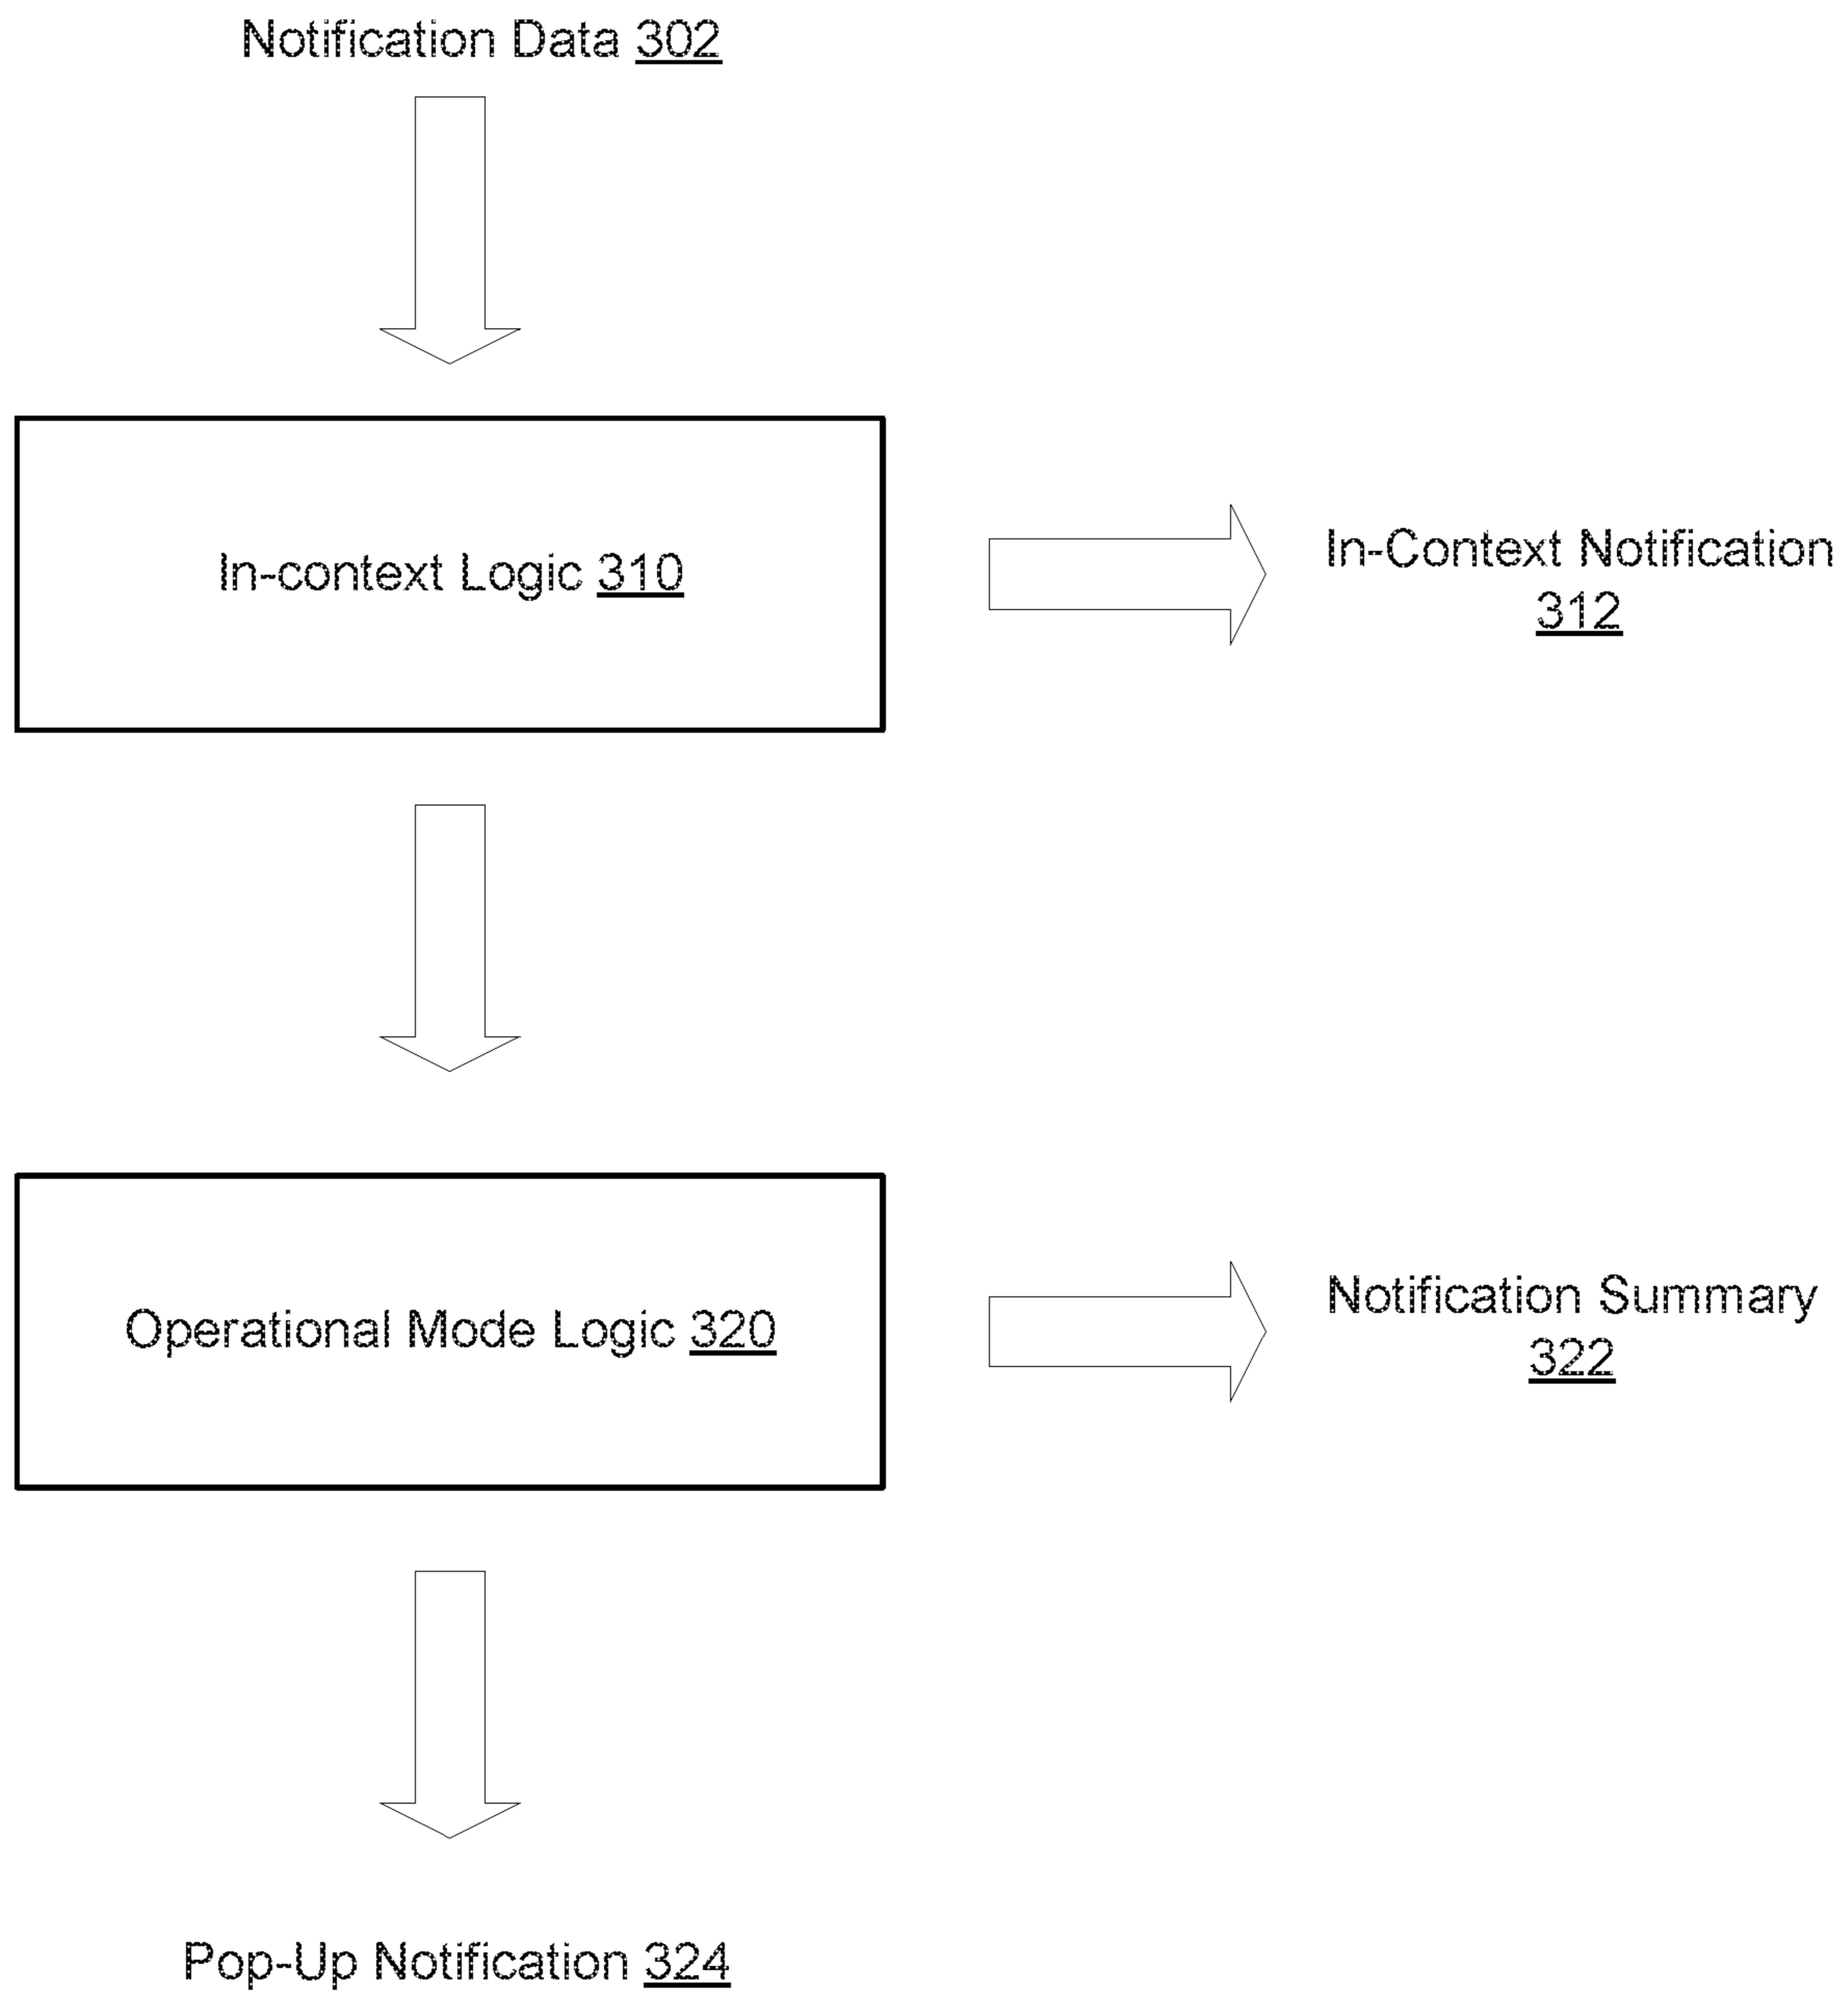 Notification Data 302
In-context Logic 310
In-Context Notification
312
Operational Mode Logic 320
Notification Summary
322
Pop-Up Notification 324